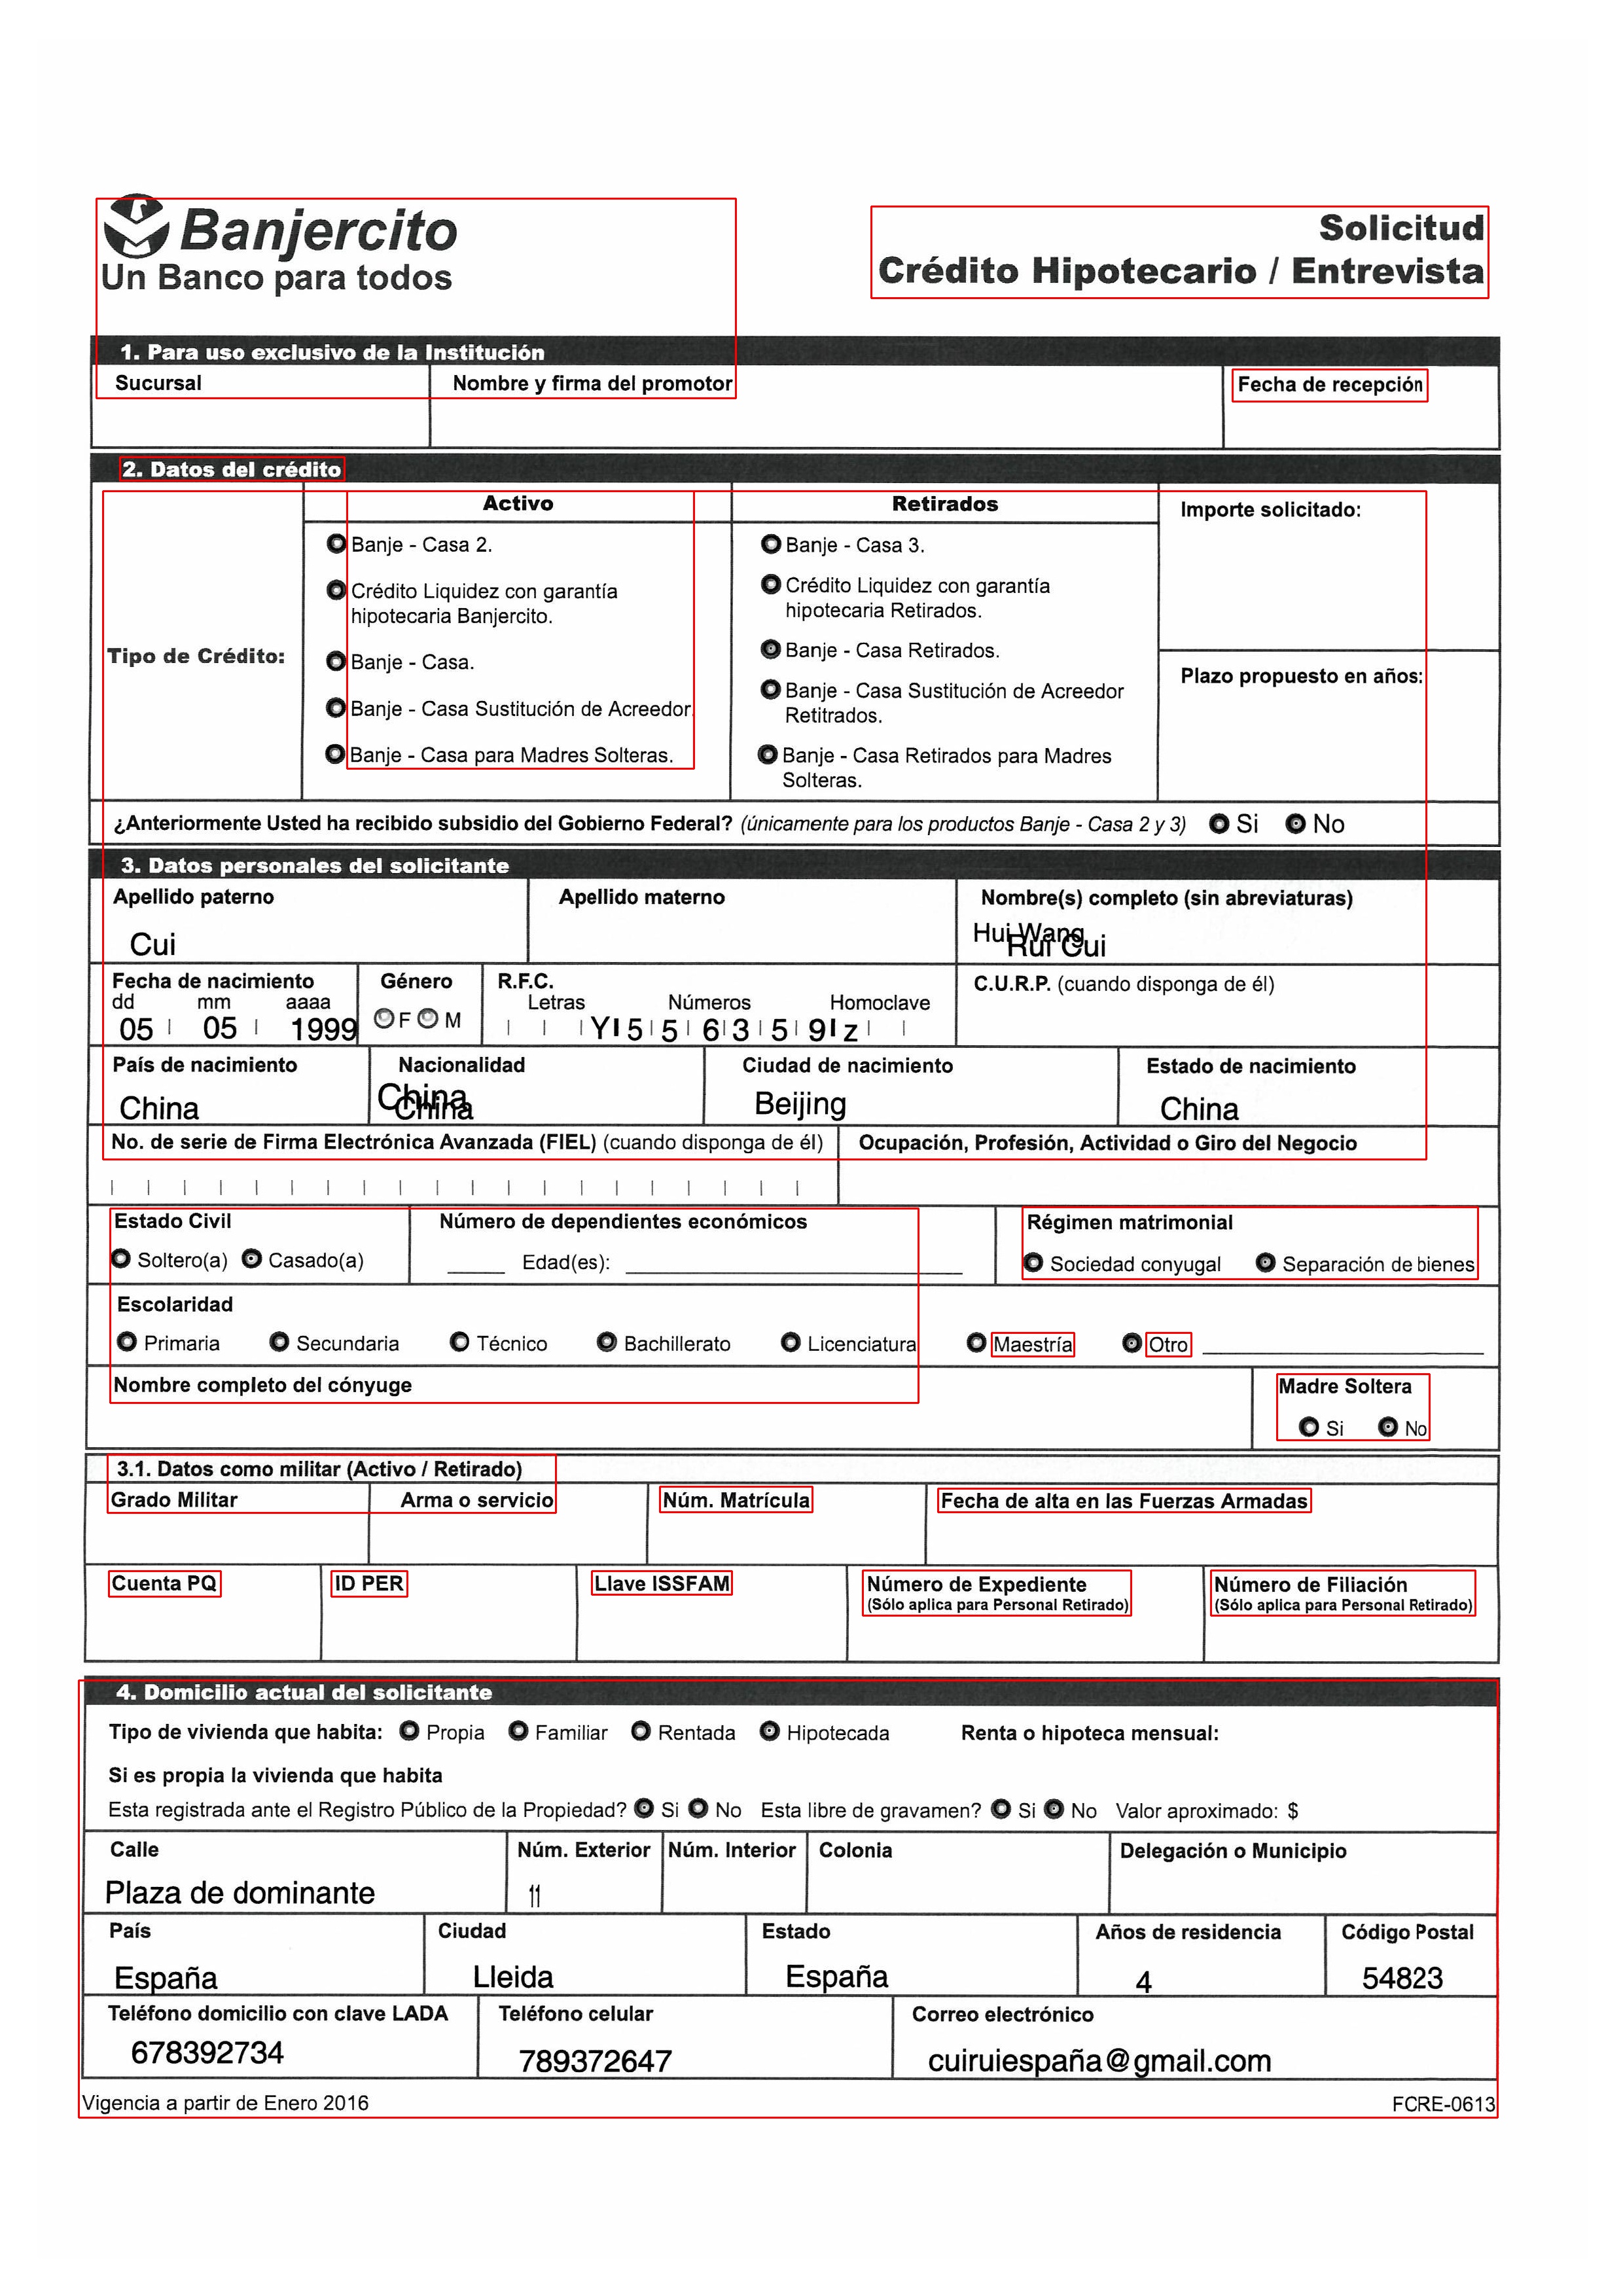 Banjercito
Un Banco para todos
Solicitud
Crédito Hipotecario / Entrevista
1. Para uso exclusivo de la Institución
Sucursal Nombre y firma del promotor Fecha de recepción
2. Datos del crédito
Activo Retirados Importe solicitado:
Banje - Casa 2. Banje - Casa 3.
Crédito Liquidez con garantía Crédito Liquidez con garantía
hipotecaria Banjercito. hipotecaria Retirados.
Tipo de Crédito: Banje - Casa. Banje - Casa Retirados.
Plazo propuesto en años:
Banje - Casa Sustitución de Acreedor. Banje - Casa Sustitución de Acreedor
Retitrados.
Banje - Casa para Madres Solteras. Banje - Casa Retirados para Madres
Solteras.
¿Anteriormente Usted ha recibido subsidio del Gobierno Federal? (únicamente para los productos Banje - Casa 2 y 3) Si No
3. Datos personales del solicitante
Apellido paterno Apellido materno Nombre(s) completo (sin abreviaturas)
Hui Wang
Cui Rui Cui
Fecha de nacimiento Género R.F.C. C.U.R.P. (cuando disponga de él)
dd mm aaaa Letras Números Homoclave
05 05 1999 F M Y 5 5 6 3 5 9 z
País de nacimiento Nacionalidad Ciudad de nacimiento Estado de nacimiento
China
China China Beijing China
No. de serie de Firma Electrónica Avanzada (FIEL) (cuando disponga de él) Ocupación, Profesión, Actividad o Giro del Negocio
Estado Civil Número de dependientes económicos Régimen matrimonial
Soltero(a) Casado(a) Edad(es): Sociedad conyugal Separación de bienes
Escolaridad
Primaria Secundaria Técnico Bachillerato Licenciatura Maestría Otro
Nombre completo del cónyuge Madre Soltera
Si No
3.1. Datos como militar (Activo / Retirado)
Grado Militar Arma o servicio Núm. Matrícula Fecha de alta en las Fuerzas Armadas
Cuenta PQ ID PER Llave ISSFAM Número de Expediente Número de Filiación
(Sólo aplica para Personal Retirado) (Sólo aplica para Personal Retirado)
4. Domicilio actual del solicitante
Tipo de vivienda que habita: Propia Familiar Rentada Hipotecada Renta o hipoteca mensual:
Si es propia la vivienda que habita
Esta registrada ante el Registro Público de la Propiedad? Si No Esta libre de gravamen? Si No Valor aproximado: $
Calle Núm. Exterior Núm. Interior Colonia Delegación o Municipio
Plaza de dominante 11
País Ciudad Estado Años de residencia Código Postal
España Lleida España 4 54823
Teléfono domicilio con clave LADA Teléfono celular Correo electrónico
678392734 789372647 cuiruiespaña@gmail.com
Vigencia a partir de Enero 2016 FCRE-0613